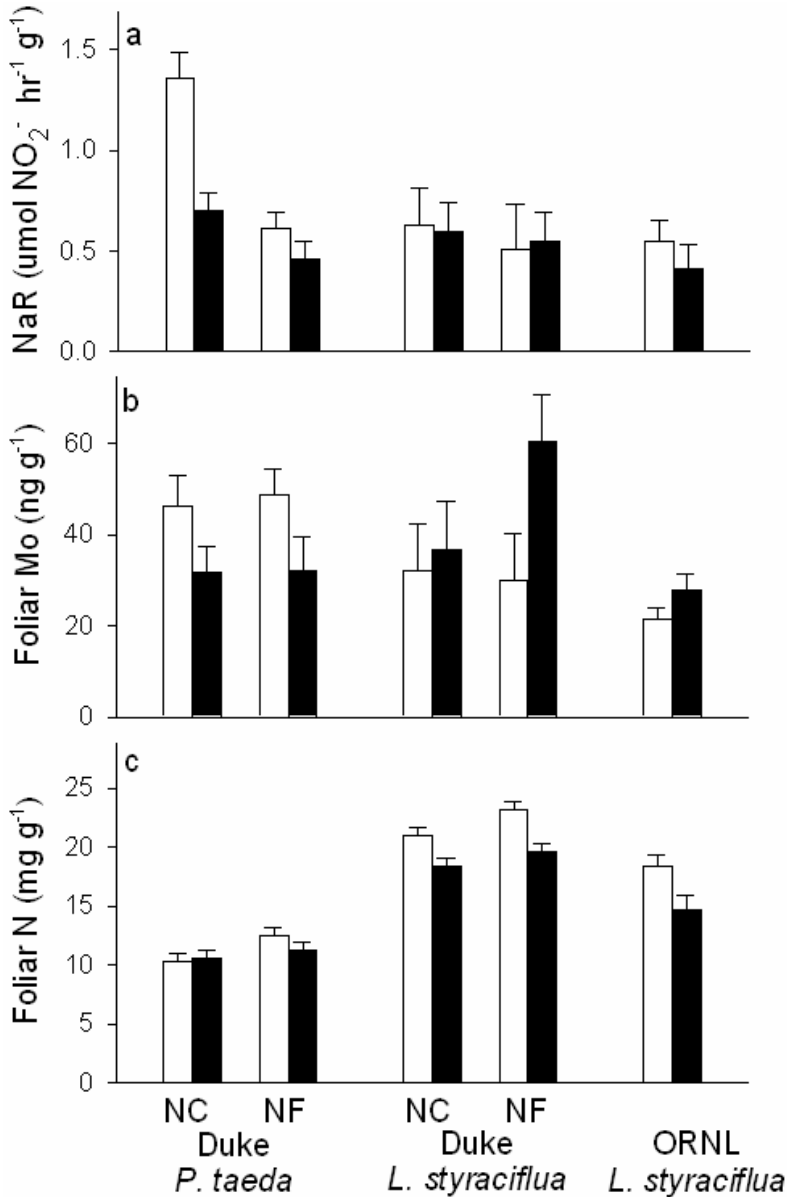 a
NaR (umol NO₂⁻ hr⁻¹ g⁻¹)
1.5
1.0
0.5
0.0
b
Foliar Mo (ng g⁻¹)
60
40
20
0
c
Foliar N (mg g⁻¹)
25
20
15
10
5
0
NC NF NC NF
Duke Duke ORNL
P. taeda L. styraciflua L. styraciflua